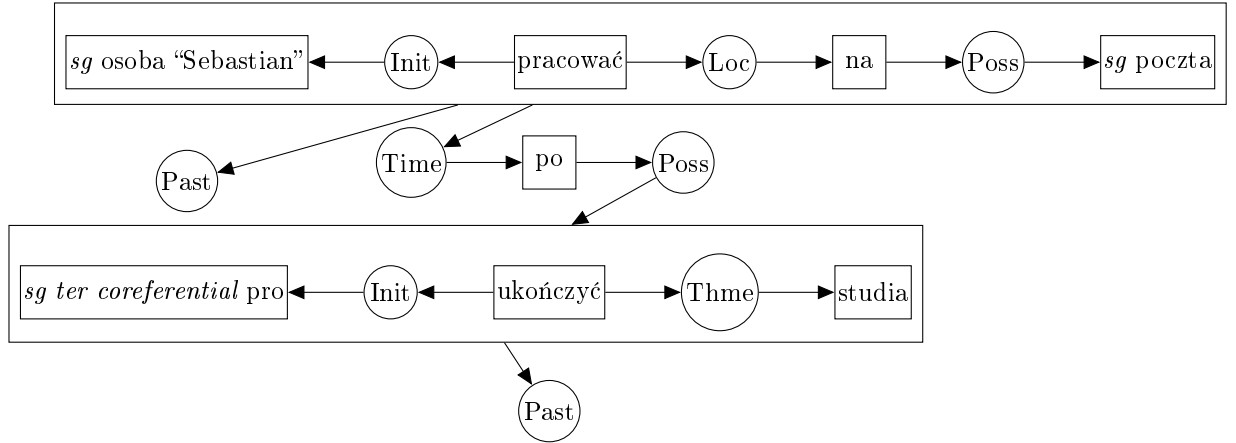 sg osoba “Sebastian” Init pracować Loc na Poss sg poczta
Past Time po Poss
sg ter coreferential pro Init ukończyć Thme studia
Past